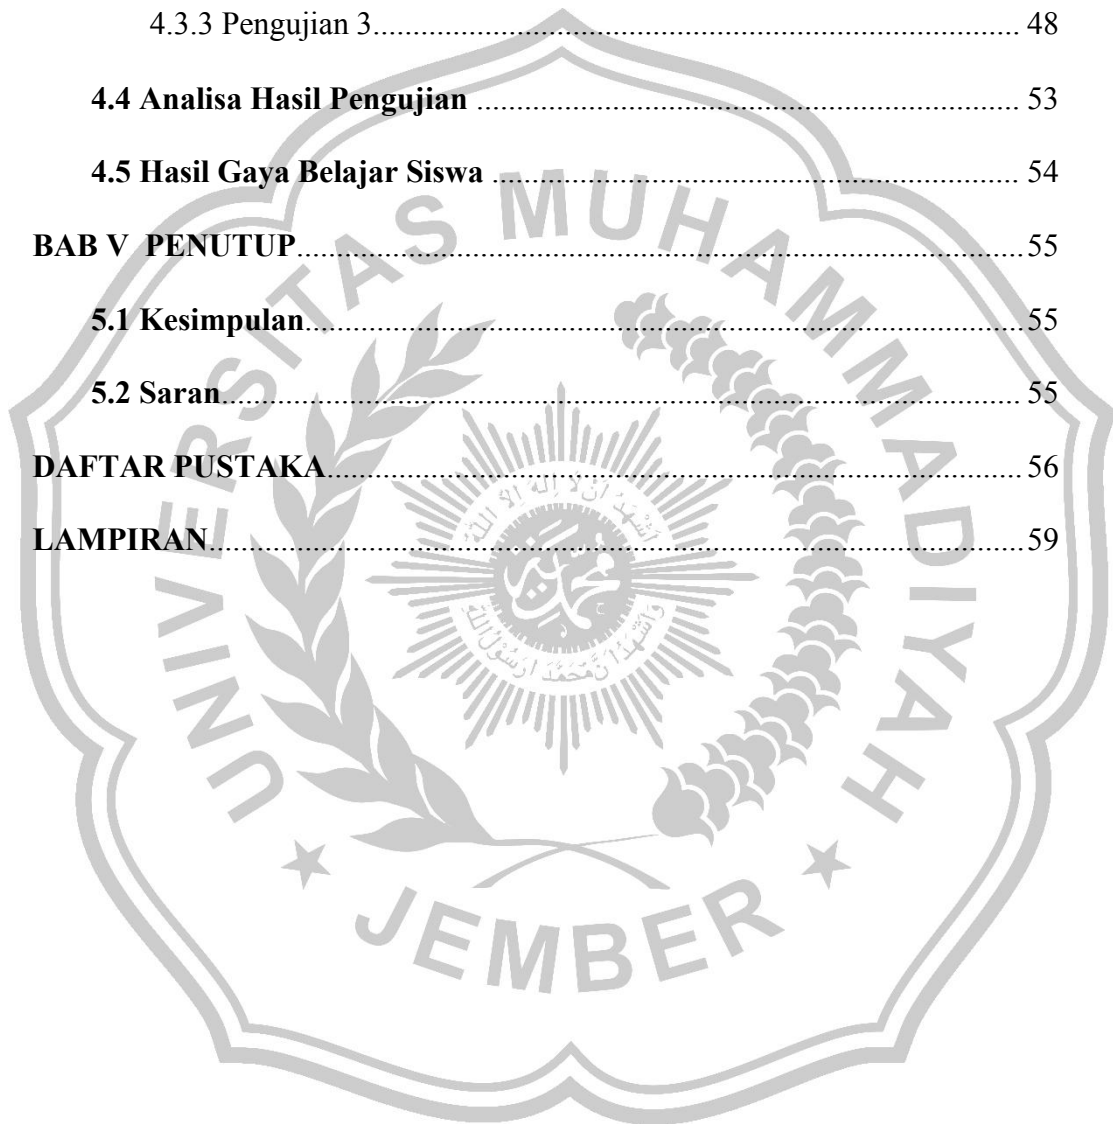 4.3.3 Pengujian 3.................................................................................. 48
4.4 Analisa Hasil Pengujian ..................................................................... 53
4.5 Hasil Gaya Belajar Siswa ................................................................... 54
BAB V PENUTUP............................................................................................55
5.1 Kesimpulan...........................................................................................55
5.2 Saran..................................................................................................... 55
DAFTAR PUSTAKA........................................................................................ 56
LAMPIRAN.......................................................................................................59
UNIVERSITAS MUHAMMADIYAH
JEMBER